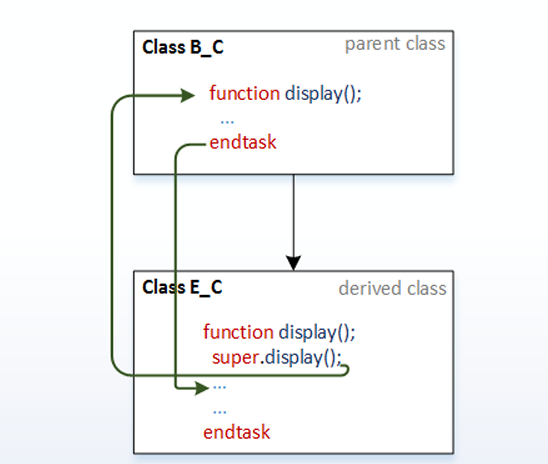 Class B_C parent class
function display();
...
endtask
Class E_C derived class
function display();
super.display();
...
...
endtask